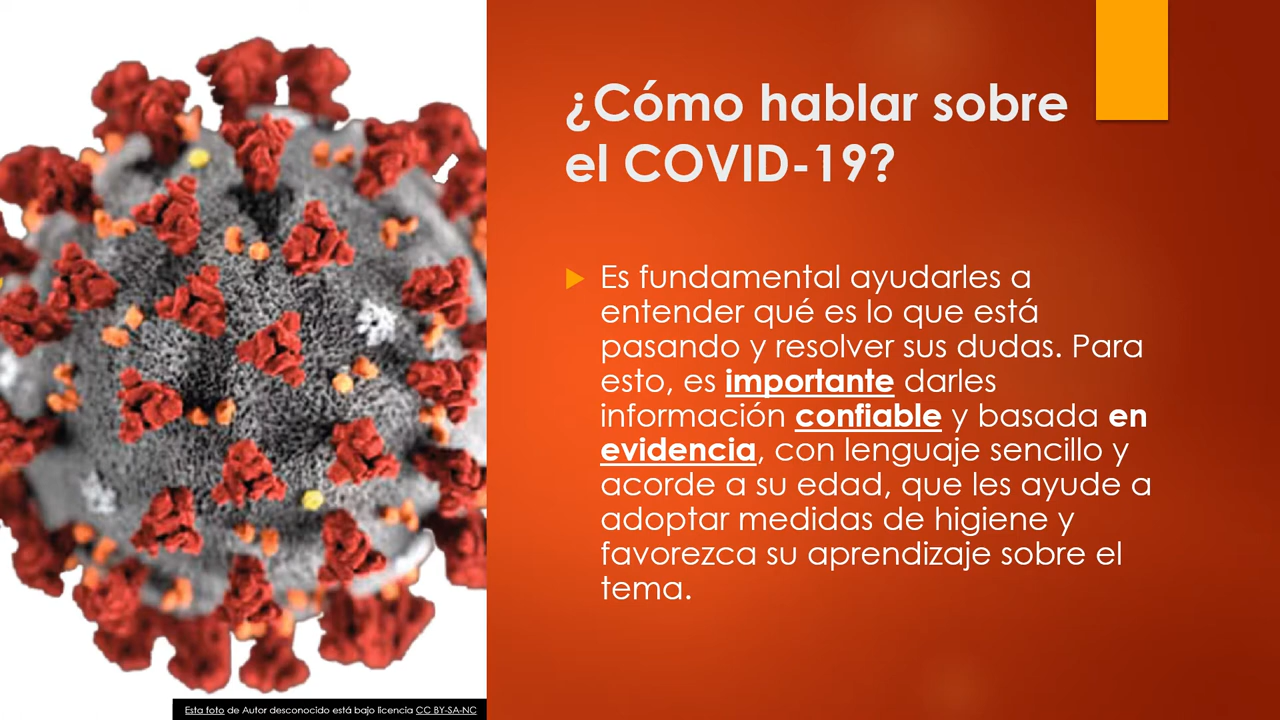 ¿Cómo hablar sobre
el COVID-19?
Es fundamental ayudarles a
entender qué es lo que está
pasando y resolver sus dudas. Para
esto, es importante darles
información confiable y basada en
evidencia, con lenguaje sencillo y
acorde a su edad, que les ayude a
adoptar medidas de higiene y
favorezca su aprendizaje sobre el
tema.
Esta foto de Autor desconocido está bajo licencia CC BY-SA-NC